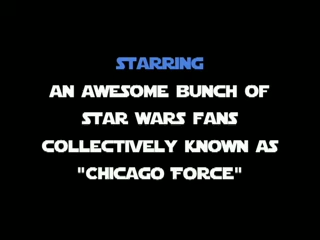 STARRING
AN AWESOME BUNCH OF
STAR WARS FANS
COLLECTIVELY KNOWN AS
"CHICAGO FORCE"